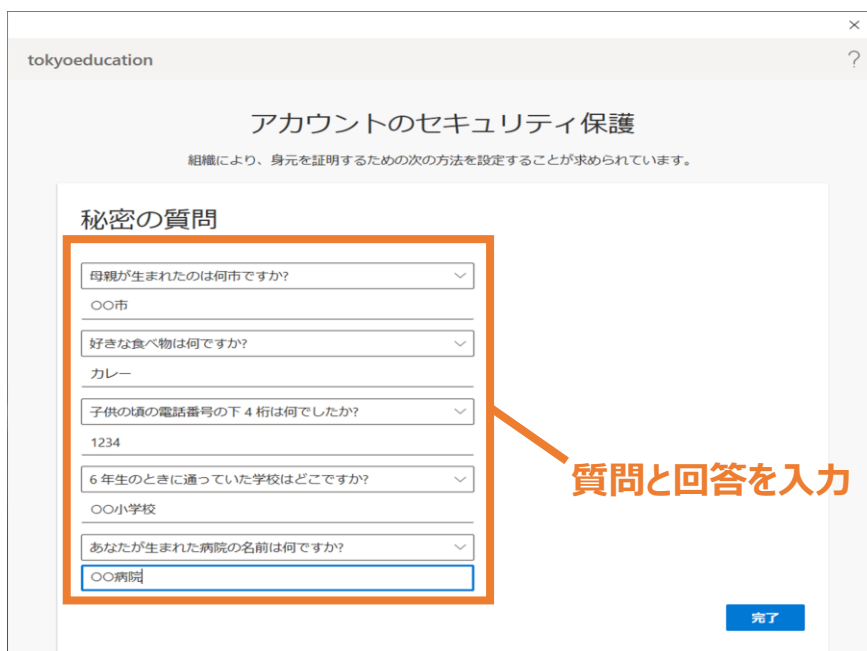 tokyoeducation
アカウントのセキュリティ保護
組織により、身元を証明するための次の方法を設定することが求められています。
秘密の質問
母親が生まれたのは何市ですか?
〇〇市
好きな食べ物は何ですか?
カレー
子供の頃の電話番号の下 4 桁は何でしたか?
1234
6 年生のときに通っていた学校はどこですか?
〇〇小学校
あなたが生まれた病院の名前は何ですか?
〇〇病院
質問と回答を入力
完了